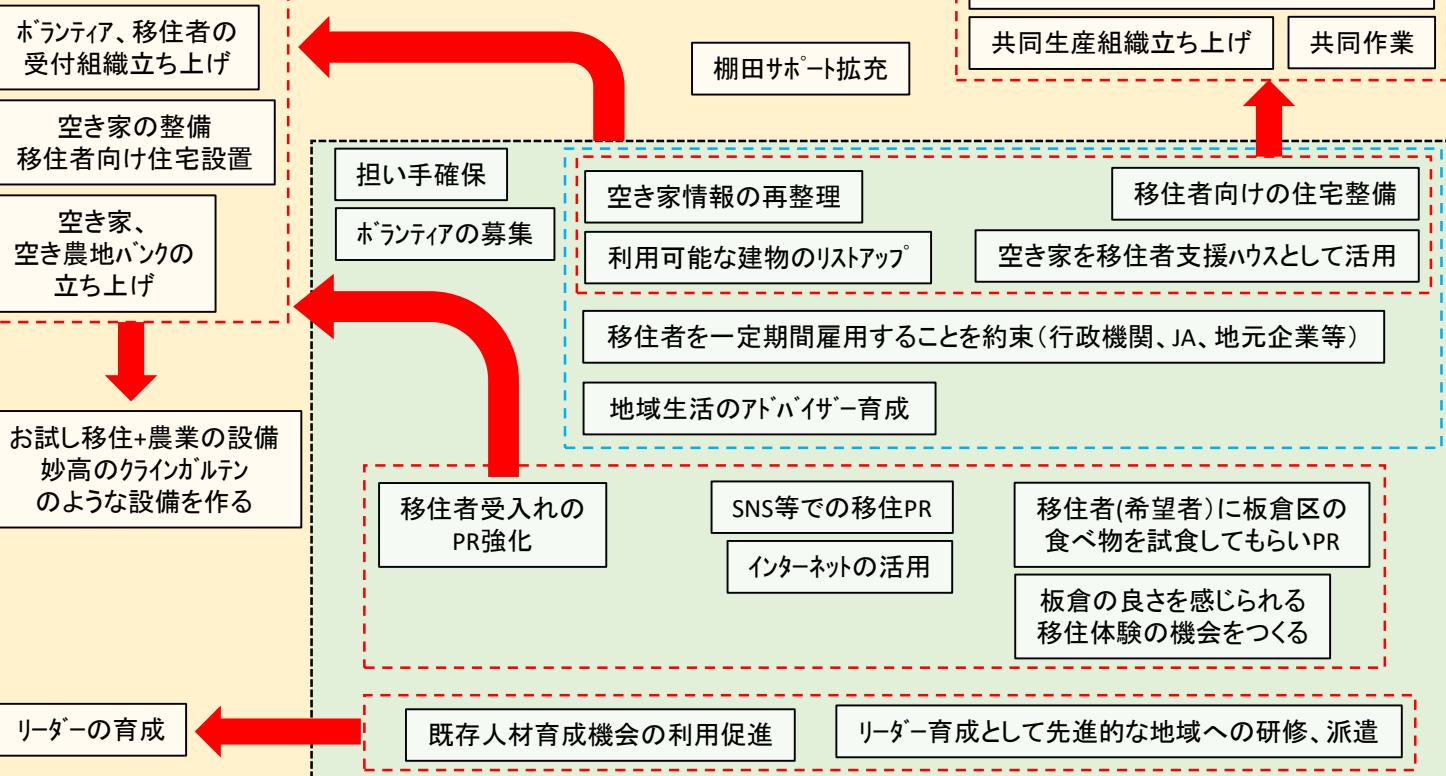 ボランティア、移住者の
受付組織立ち上げ
空き家の整備
移住者向け住宅設置
空き家、
空き農地バンクの
立ち上げ
お試し移住+農業の設備
妙高のクラインガルテン
のような設備を作る
リーダーの育成
棚田サポート拡充
共同生産組織立ち上げ
共同作業
担い手確保
ボランティアの募集
空き家情報の再整理
移住者向けの住宅整備
利用可能な建物のリストアップ
空き家を移住者支援ハウスとして活用
移住者を一定期間雇用することを約束（行政機関、JA、地元企業等）
地域生活のアドバイザー育成
移住者受入れの
PR強化
SNS等での移住PR
インターネットの活用
移住者(希望者）に板倉区の
食べ物を試食してもらいPR
板倉の良さを感じられる
移住体験の機会をつくる
既存人材育成機会の利用促進
リーダー育成として先進的な地域への研修、派遣